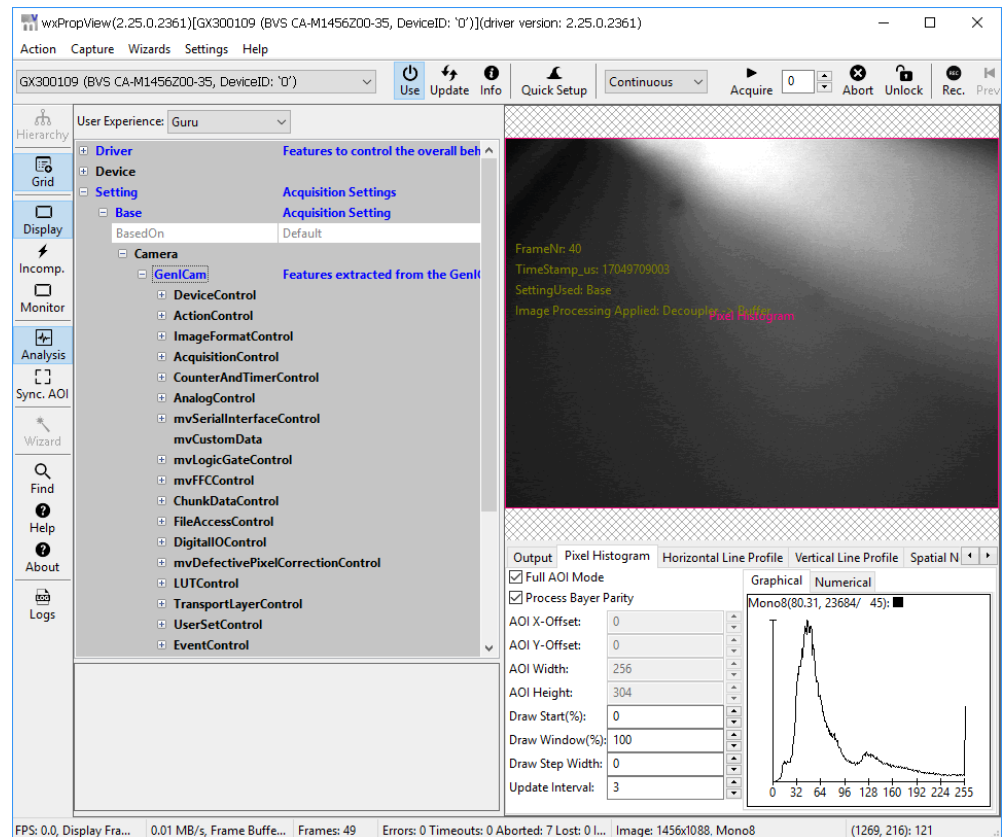 wxPropView(2.25.0.2361)[GX300109 (BVS CA-M1456Z00-35, DeviceID: `0`)](driver version: 2.25.0.2361)
Action Capture Wizards Settings Help
GX300109 (BVS CA-M1456Z00-35, DeviceID: `0`)
Use Update Info Quick Setup Continuous Acquire 0 Abort Unlock REC Rec. Prev
Hierarchy
Grid
Display
Incomp.
Monitor
Analysis
Sync. AOI
Wizard
Find
Help
About
LOG
Logs
User Experience: Guru
Driver Features to control the overall beh
Device
Setting Acquisition Settings
Base Acquisition Setting
BasedOn Default
Camera
GenICam Features extracted from the GenIC
DeviceControl
ActionControl
ImageFormatControl
AcquisitionControl
CounterAndTimerControl
AnalogControl
mvSerialInterfaceControl
mvCustomData
mvLogicGateControl
mvFFCControl
ChunkDataControl
FileAccessControl
DigitalIOControl
mvDefectivePixelCorrectionControl
LUTControl
TransportLayerControl
UserSetControl
EventControl
FrameNr: 40
TimeStamp_us: 17049709003
SettingUsed: Base
Image Processing Applied: Decoupler -> Buffer
Pixel Histogram
Output Pixel Histogram Horizontal Line Profile Vertical Line Profile Spatial N
Full AOI Mode
Process Bayer Parity
AOI X-Offset: 0
AOI Y-Offset: 0
AOI Width: 256
AOI Height: 304
Draw Start(%): 0
Draw Window(%): 100
Draw Step Width: 0
Update Interval: 3
Graphical Numerical
Mono8(80.31, 23684/ 45):
0 32 64 96 128 160 192 224 255
FPS: 0.0, Display Fra... 0.01 MB/s, Frame Buffe... Frames: 49 Errors: 0 Timeouts: 0 Aborted: 7 Lost: 0 I... Image: 1456x1088, Mono8 (1269, 216): 121